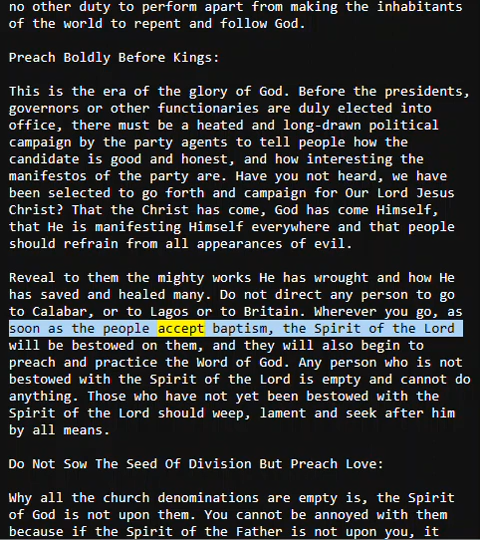 no other duty to perform apart from making the inhabitants
of the world to repent and follow God.
Preach Boldly Before Kings:
This is the era of the glory of God. Before the presidents,
governors or other functionaries are duly elected into
office, there must be a heated and long-drawn political
campaign by the party agents to tell people how the
candidate is good and honest, and how interesting the
manifestos of the party are. Have you not heard, we have
been selected to go forth and campaign for Our Lord Jesus
Christ? That the Christ has come, God has come Himself,
that He is manifesting Himself everywhere and that people
should refrain from all appearances of evil.
Reveal to them the mighty works He has wrought and how He
has saved and healed many. Do not direct any person to go
to Calabar, or to Lagos or to Britain. Wherever you go, as
soon as the people accept baptism, the Spirit of the Lord
will be bestowed on them, and they will also begin to
preach and practice the Word of God. Any person who is not
bestowed with the Spirit of the Lord is empty and cannot do
anything. Those who have not yet been bestowed with the
Spirit of the Lord should weep, lament and seek after him
by all means.
Do Not Sow The Seed Of Division But Preach Love:
Why all the church denominations are empty is, the Spirit
of God is not upon them. You cannot be annoyed with them
because if the Spirit of the Father is not upon you, it